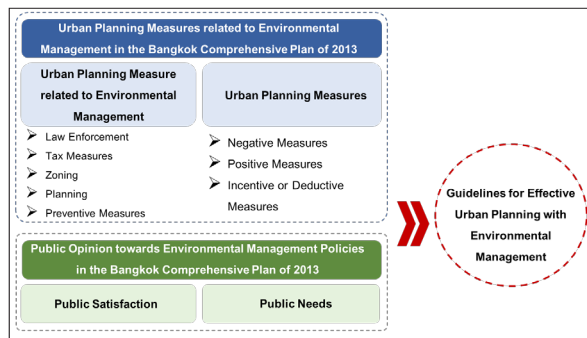 Urban Planning Measures related to Environmental
Management in the Bangkok Comprehensive Plan of 2013
Urban Planning Measure
related to Environmental
Management
Law Enforcement
Tax Measures
Zoning
Planning
Preventive Measures
Urban Planning Measures
Negative Measures
Positive Measures
Incentive or Deductive
Measures
Public Opinion towards Environmental Management Policies
in the Bangkok Comprehensive Plan of 2013
Public Satisfaction
Public Needs
Guidelines for Effective
Urban Planning with
Environmental
Management